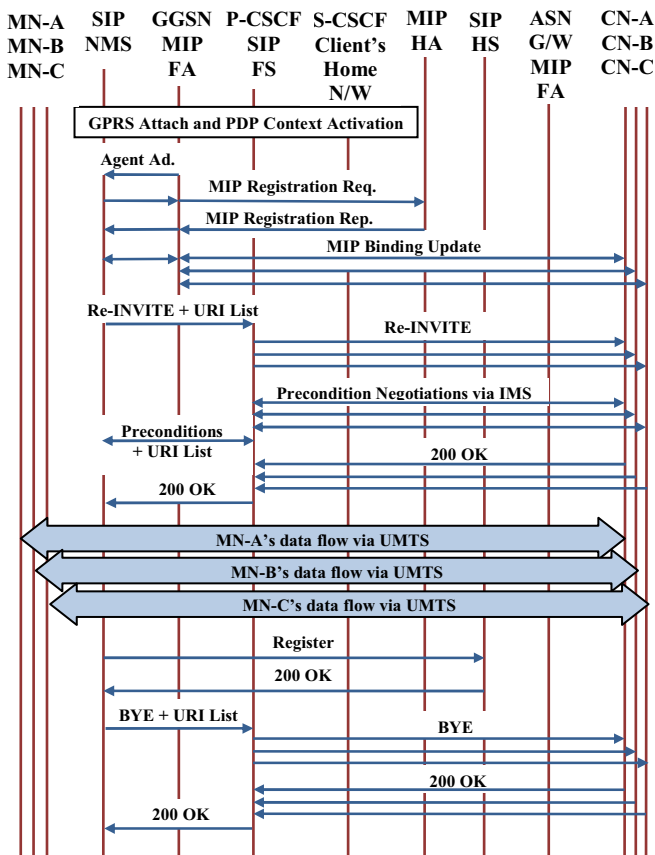 MN-A
MN-B
MN-C
SIP
NMS
GGSN
MIP
FA
P-CSCF
SIP
FS
S-CSCF
Client's
Home
N/W
MIP
HA
SIP
HS
ASN
G/W
MIP
FA
CN-A
CN-B
CN-C
GPRS Attach and PDP Context Activation
Agent Ad.
MIP Registration Req.
MIP Registration Rep.
MIP Binding Update
Re-INVITE + URI List
Re-INVITE
Precondition Negotiations via IMS
Preconditions
+ URI List
200 OK
200 OK
MN-A's data flow via UMTS
MN-B's data flow via UMTS
MN-C's data flow via UMTS
Register
200 OK
BYE + URI List
BYE
200 OK
200 OK